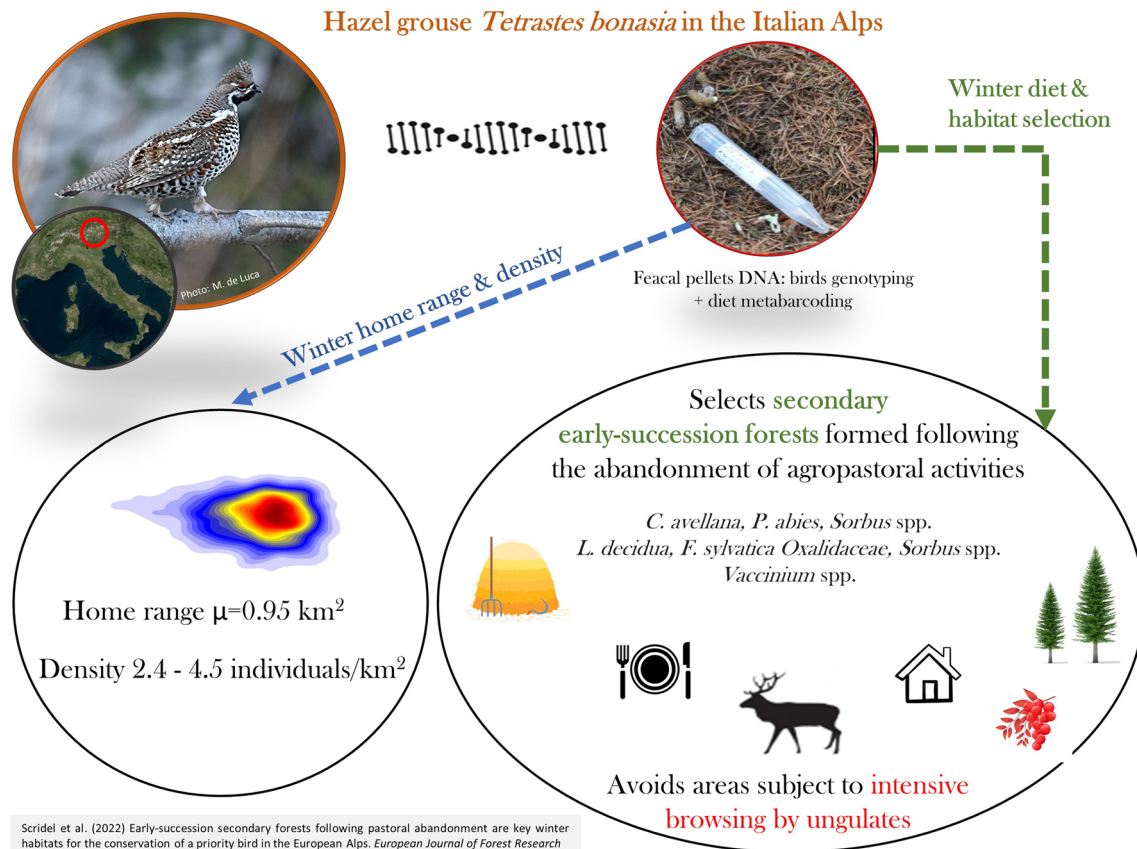 Hazel grouse Tetrastes bonasia in the Italian Alps
Winter diet &
habitat selection
Photo: M. de Luca
Winter home range & density
Feacal pellets DNA: birds genotyping
+ diet metabarcoding
Home range μ=0.95 km²
Density 2.4 - 4.5 individuals/km²
Selects secondary
early-succession forests formed following
the abandonment of agropastoral activities
C. avellana, P. abies, Sorbus spp.
L. decidua, F. sylvatica Oxalidaceae, Sorbus spp.
Vaccinium spp.
Avoids areas subject to intensive
browsing by ungulates
Scridel et al. (2022) Early-succession secondary forests following pastoral abandonment are key winter
habitats for the conservation of a priority bird in the European Alps. European Journal of Forest Research